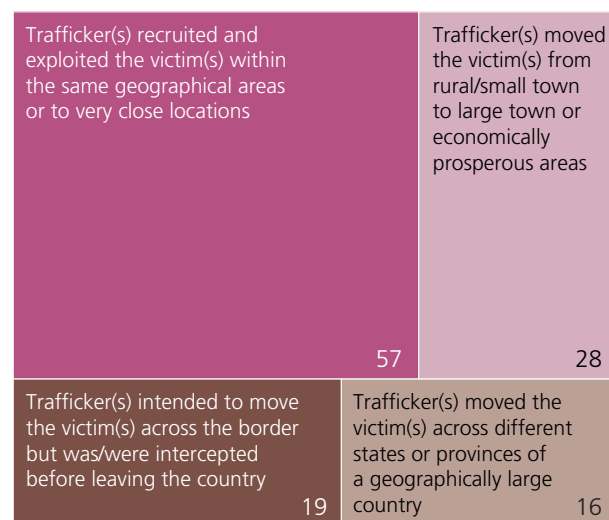 Trafficker(s) recruited and
exploited the victim(s) within
the same geographical areas
or to very close locations
57
Trafficker(s) moved
the victim(s) from
rural/small town
to large town or
economically
prosperous areas
28
Trafficker(s) intended to move
the victim(s) across the border
but was/were intercepted
before leaving the country
19
Trafficker(s) moved the
victim(s) across different
states or provinces of
a geographically large
country
16